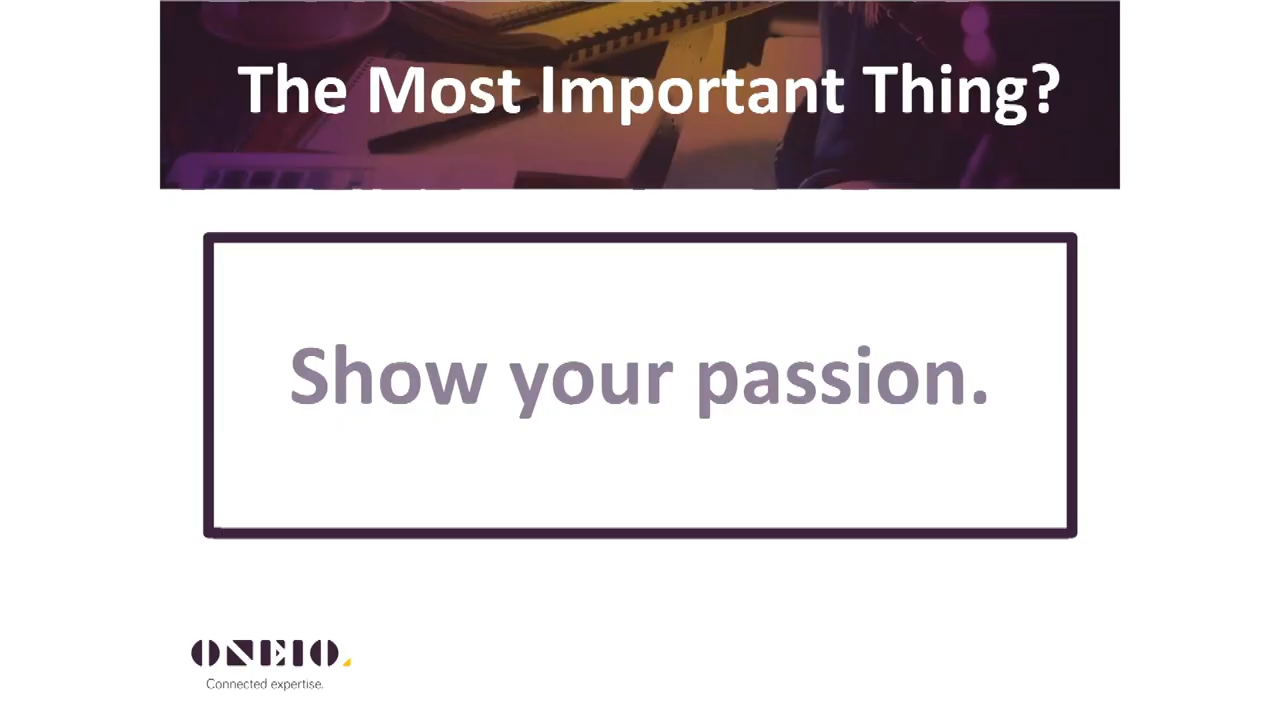 The Most Important Thing?
Show your passion.
ONEIO.
Connected expertise.